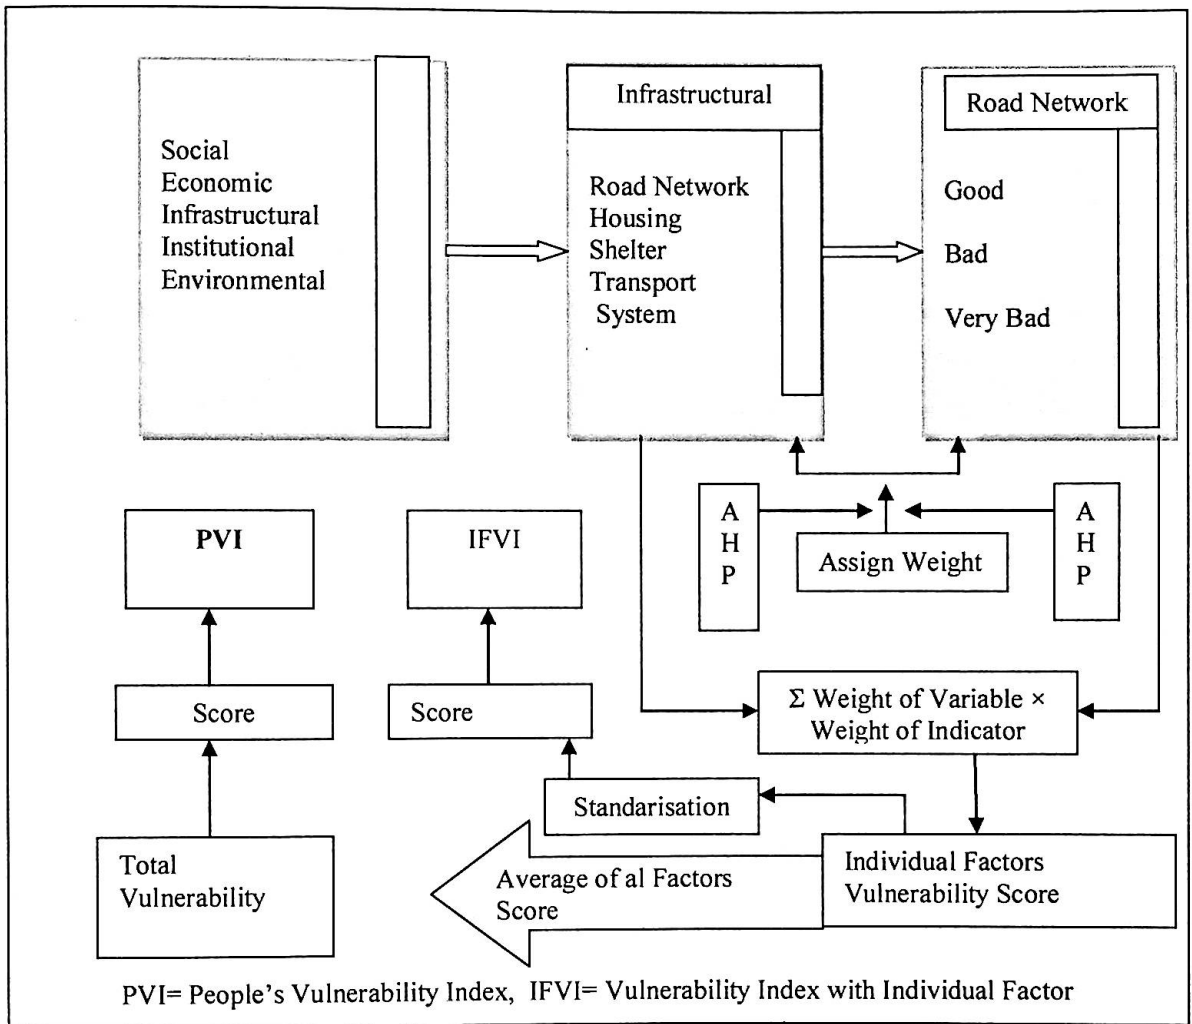 Social
Economic
Infrastructural
Institutional
Environmental
Infrastructural
Road Network
Housing
Shelter
Transport
System
Road Network
Good
Bad
Very Bad
A
H
P
Assign Weight
A
H
P
PVI
IFVI
Score
Score
Σ Weight of Variable ×
Weight of Indicator
Standarisation
Total
Vulnerability
Average of al Factors
Score
Individual Factors
Vulnerability Score
PVI= People's Vulnerability Index, IFVI= Vulnerability Index with Individual Factor